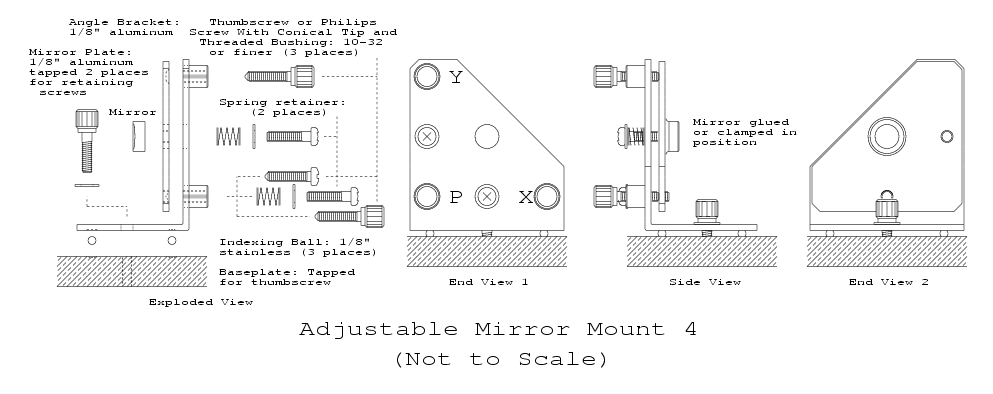 Angle Bracket:
1/8" aluminum
Thumbscrew or Philips
Screw With Conical Tip and
Threaded Bushing: 10-32
or finer (3 places)
Mirror Plate:
1/8" aluminum
tapped 2 places
for retaining
screws
Mirror
Spring retainer:
(2 places)
Indexing Ball: 1/8"
stainless (3 places)
Baseplate: Tapped
for thumbscrew
Exploded View
Y
P
X
End View 1
Mirror glued
or clamped in
position
Side View
End View 2
Adjustable Mirror Mount 4
(Not to Scale)